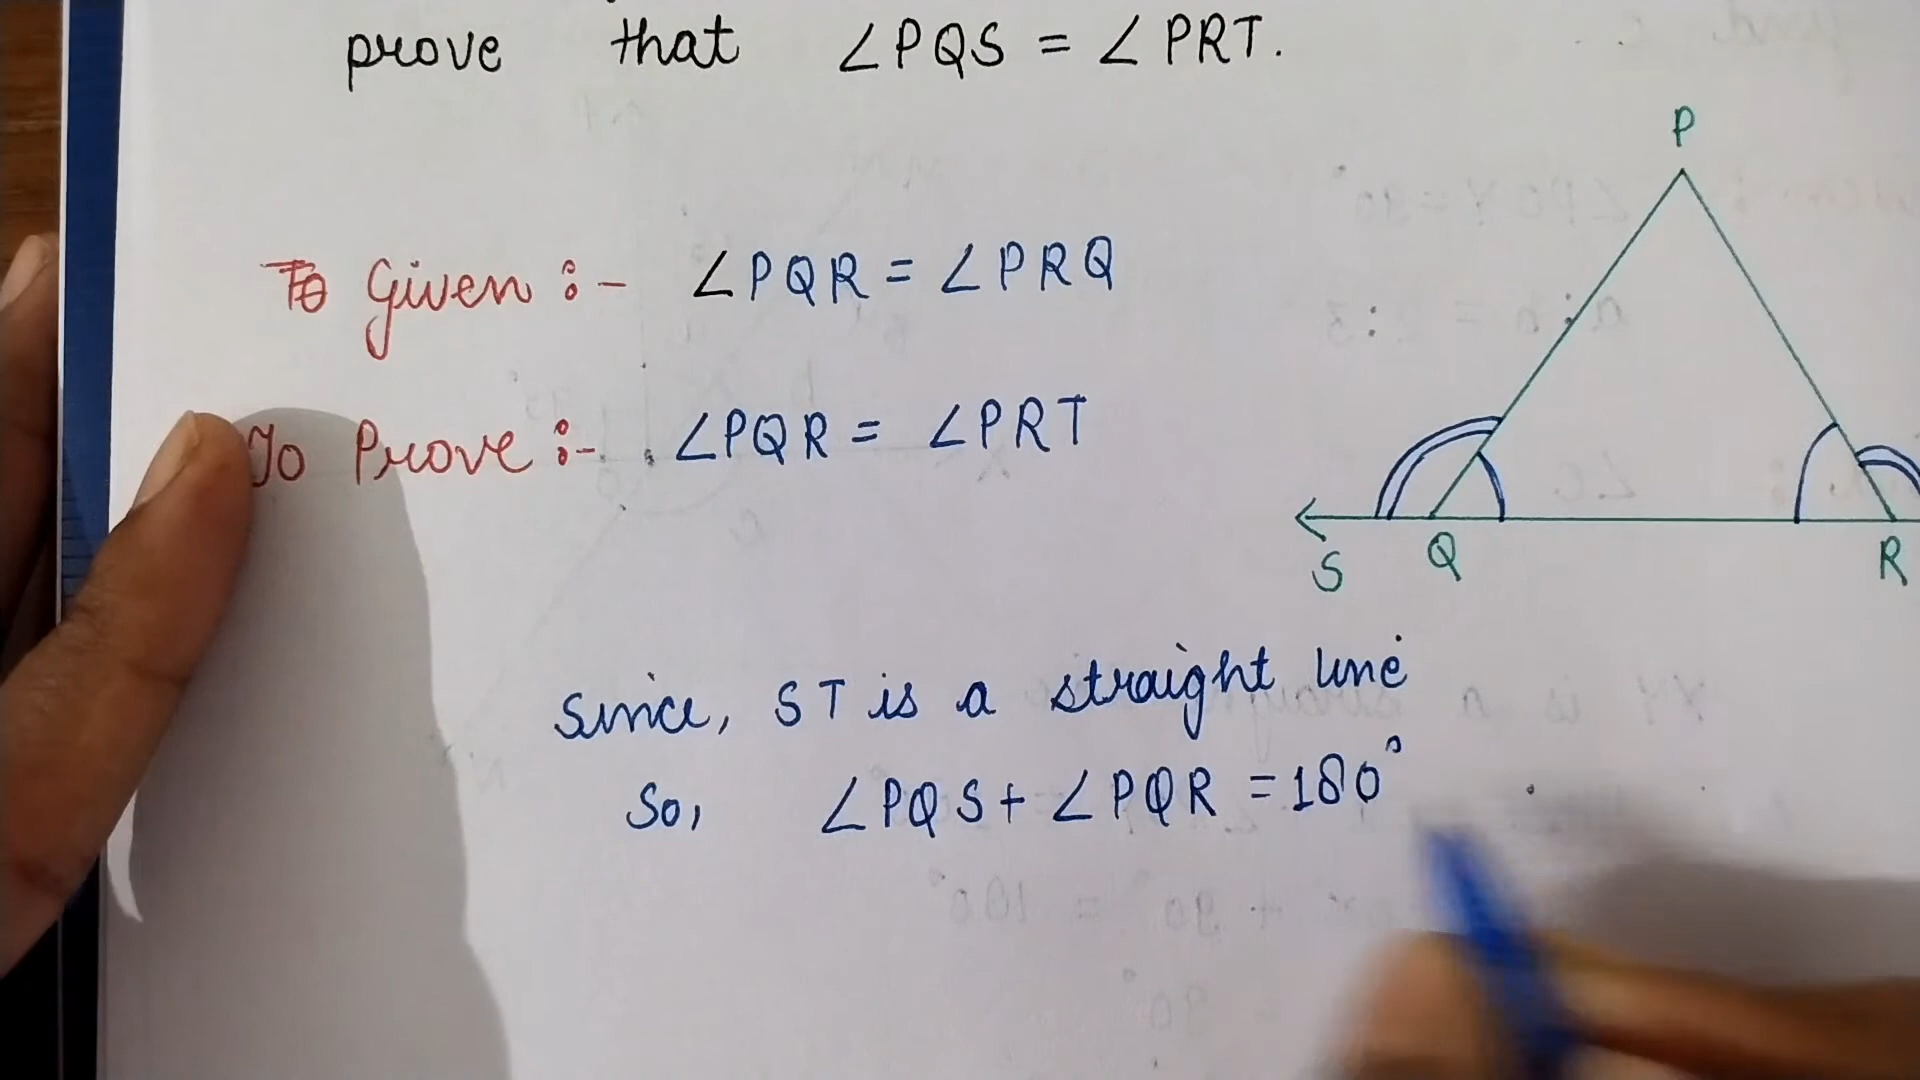 prove that ∠PQS = ∠PRT.
P
Given :- ∠PQR = ∠PRQ
To Prove :- ∠PQR = ∠PRT
S Q R
Since, ST is a straight line
So, ∠PQS + ∠PQR = 180°